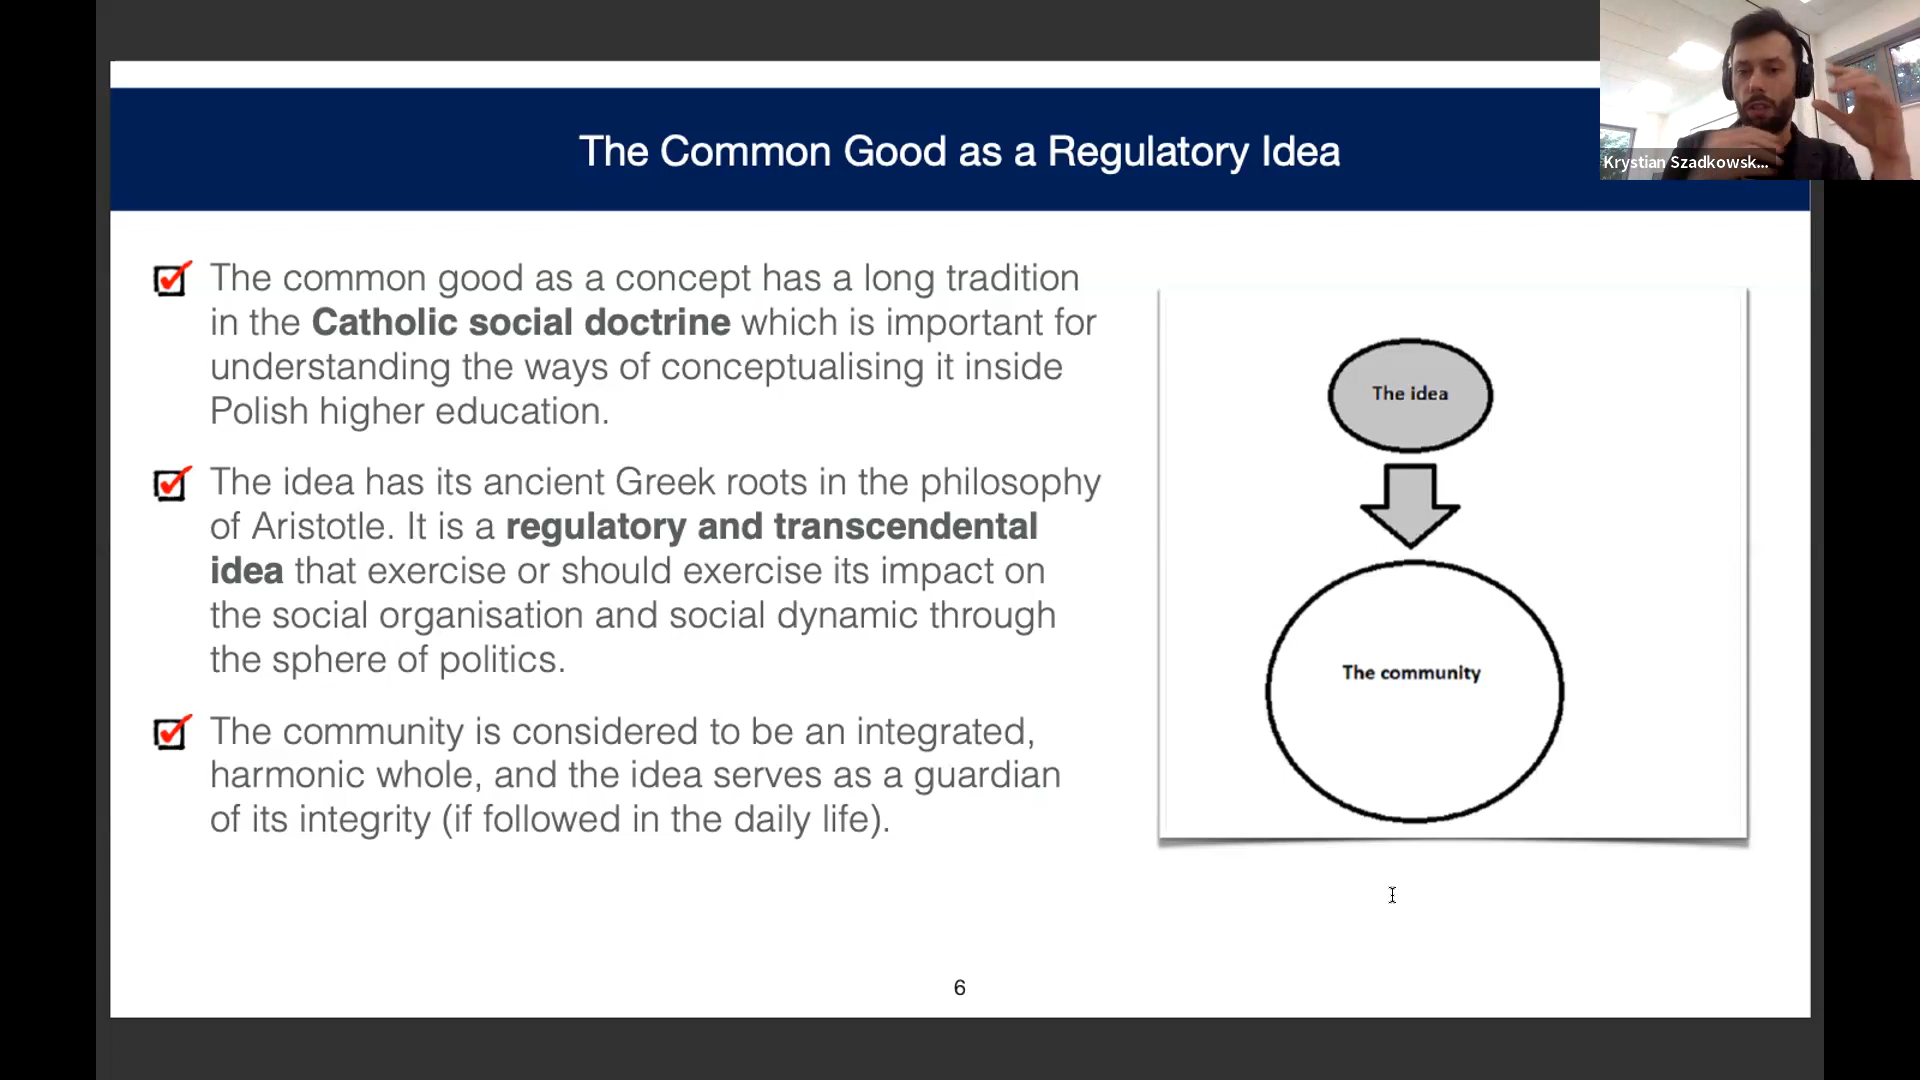 The Common Good as a Regulatory Idea
Krystian Szadkowsk...
The common good as a concept has a long tradition
in the Catholic social doctrine which is important for
understanding the ways of conceptualising it inside
Polish higher education.
The idea has its ancient Greek roots in the philosophy
of Aristotle. It is a regulatory and transcendental
idea that exercise or should exercise its impact on
the social organisation and social dynamic through
the sphere of politics.
The community is considered to be an integrated,
harmonic whole, and the idea serves as a guardian
of its integrity (if followed in the daily life).
The idea
The community
6